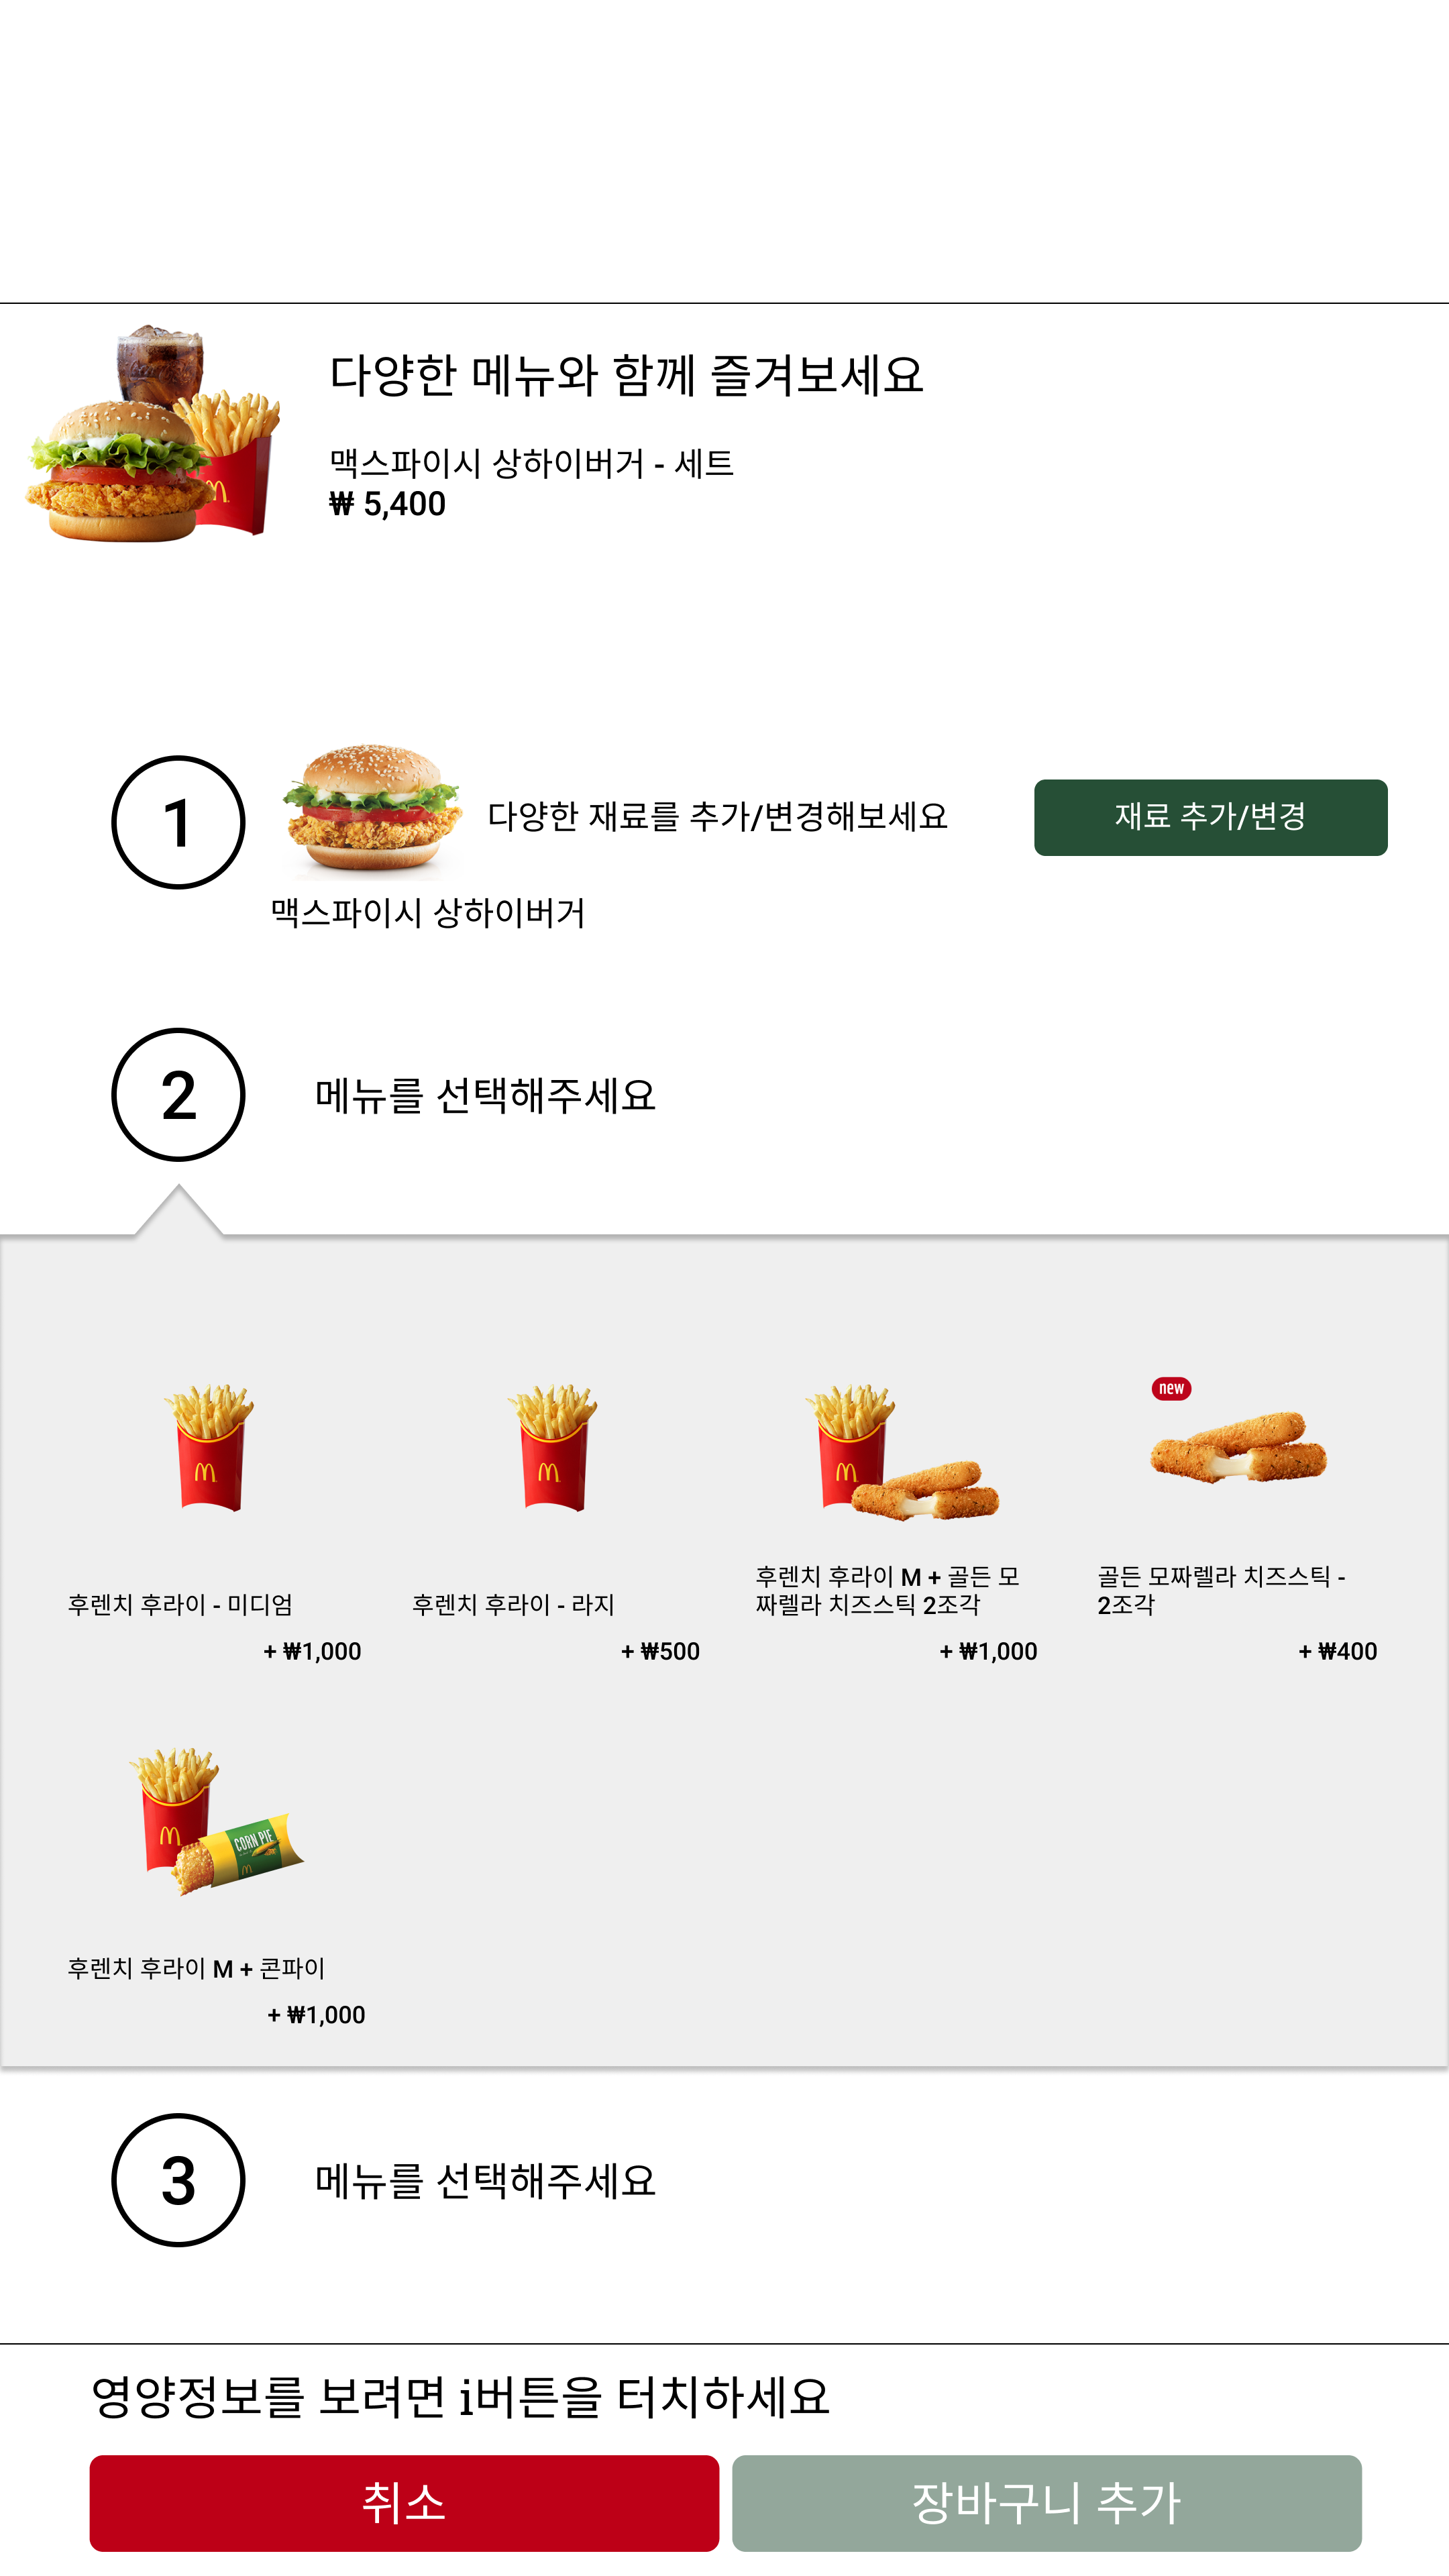 다양한 메뉴와 함께 즐겨보세요
맥스파이시 상하이버거 - 세트
₩ 5,400
1
다양한 재료를 추가/변경해보세요
재료 추가/변경
맥스파이시 상하이버거
2
메뉴를 선택해주세요
후렌치 후라이 - 미디엄
+ ₩1,000
후렌치 후라이 - 라지
+ ₩500
후렌치 후라이 M + 골든 모
짜렐라 치즈스틱 2조각
+ ₩1,000
new
골든 모짜렐라 치즈스틱 -
2조각
+ ₩400
CORN PIE
후렌치 후라이 M + 콘파이
+ ₩1,000
3
메뉴를 선택해주세요
영양정보를 보려면 i버튼을 터치하세요
취소
장바구니 추가